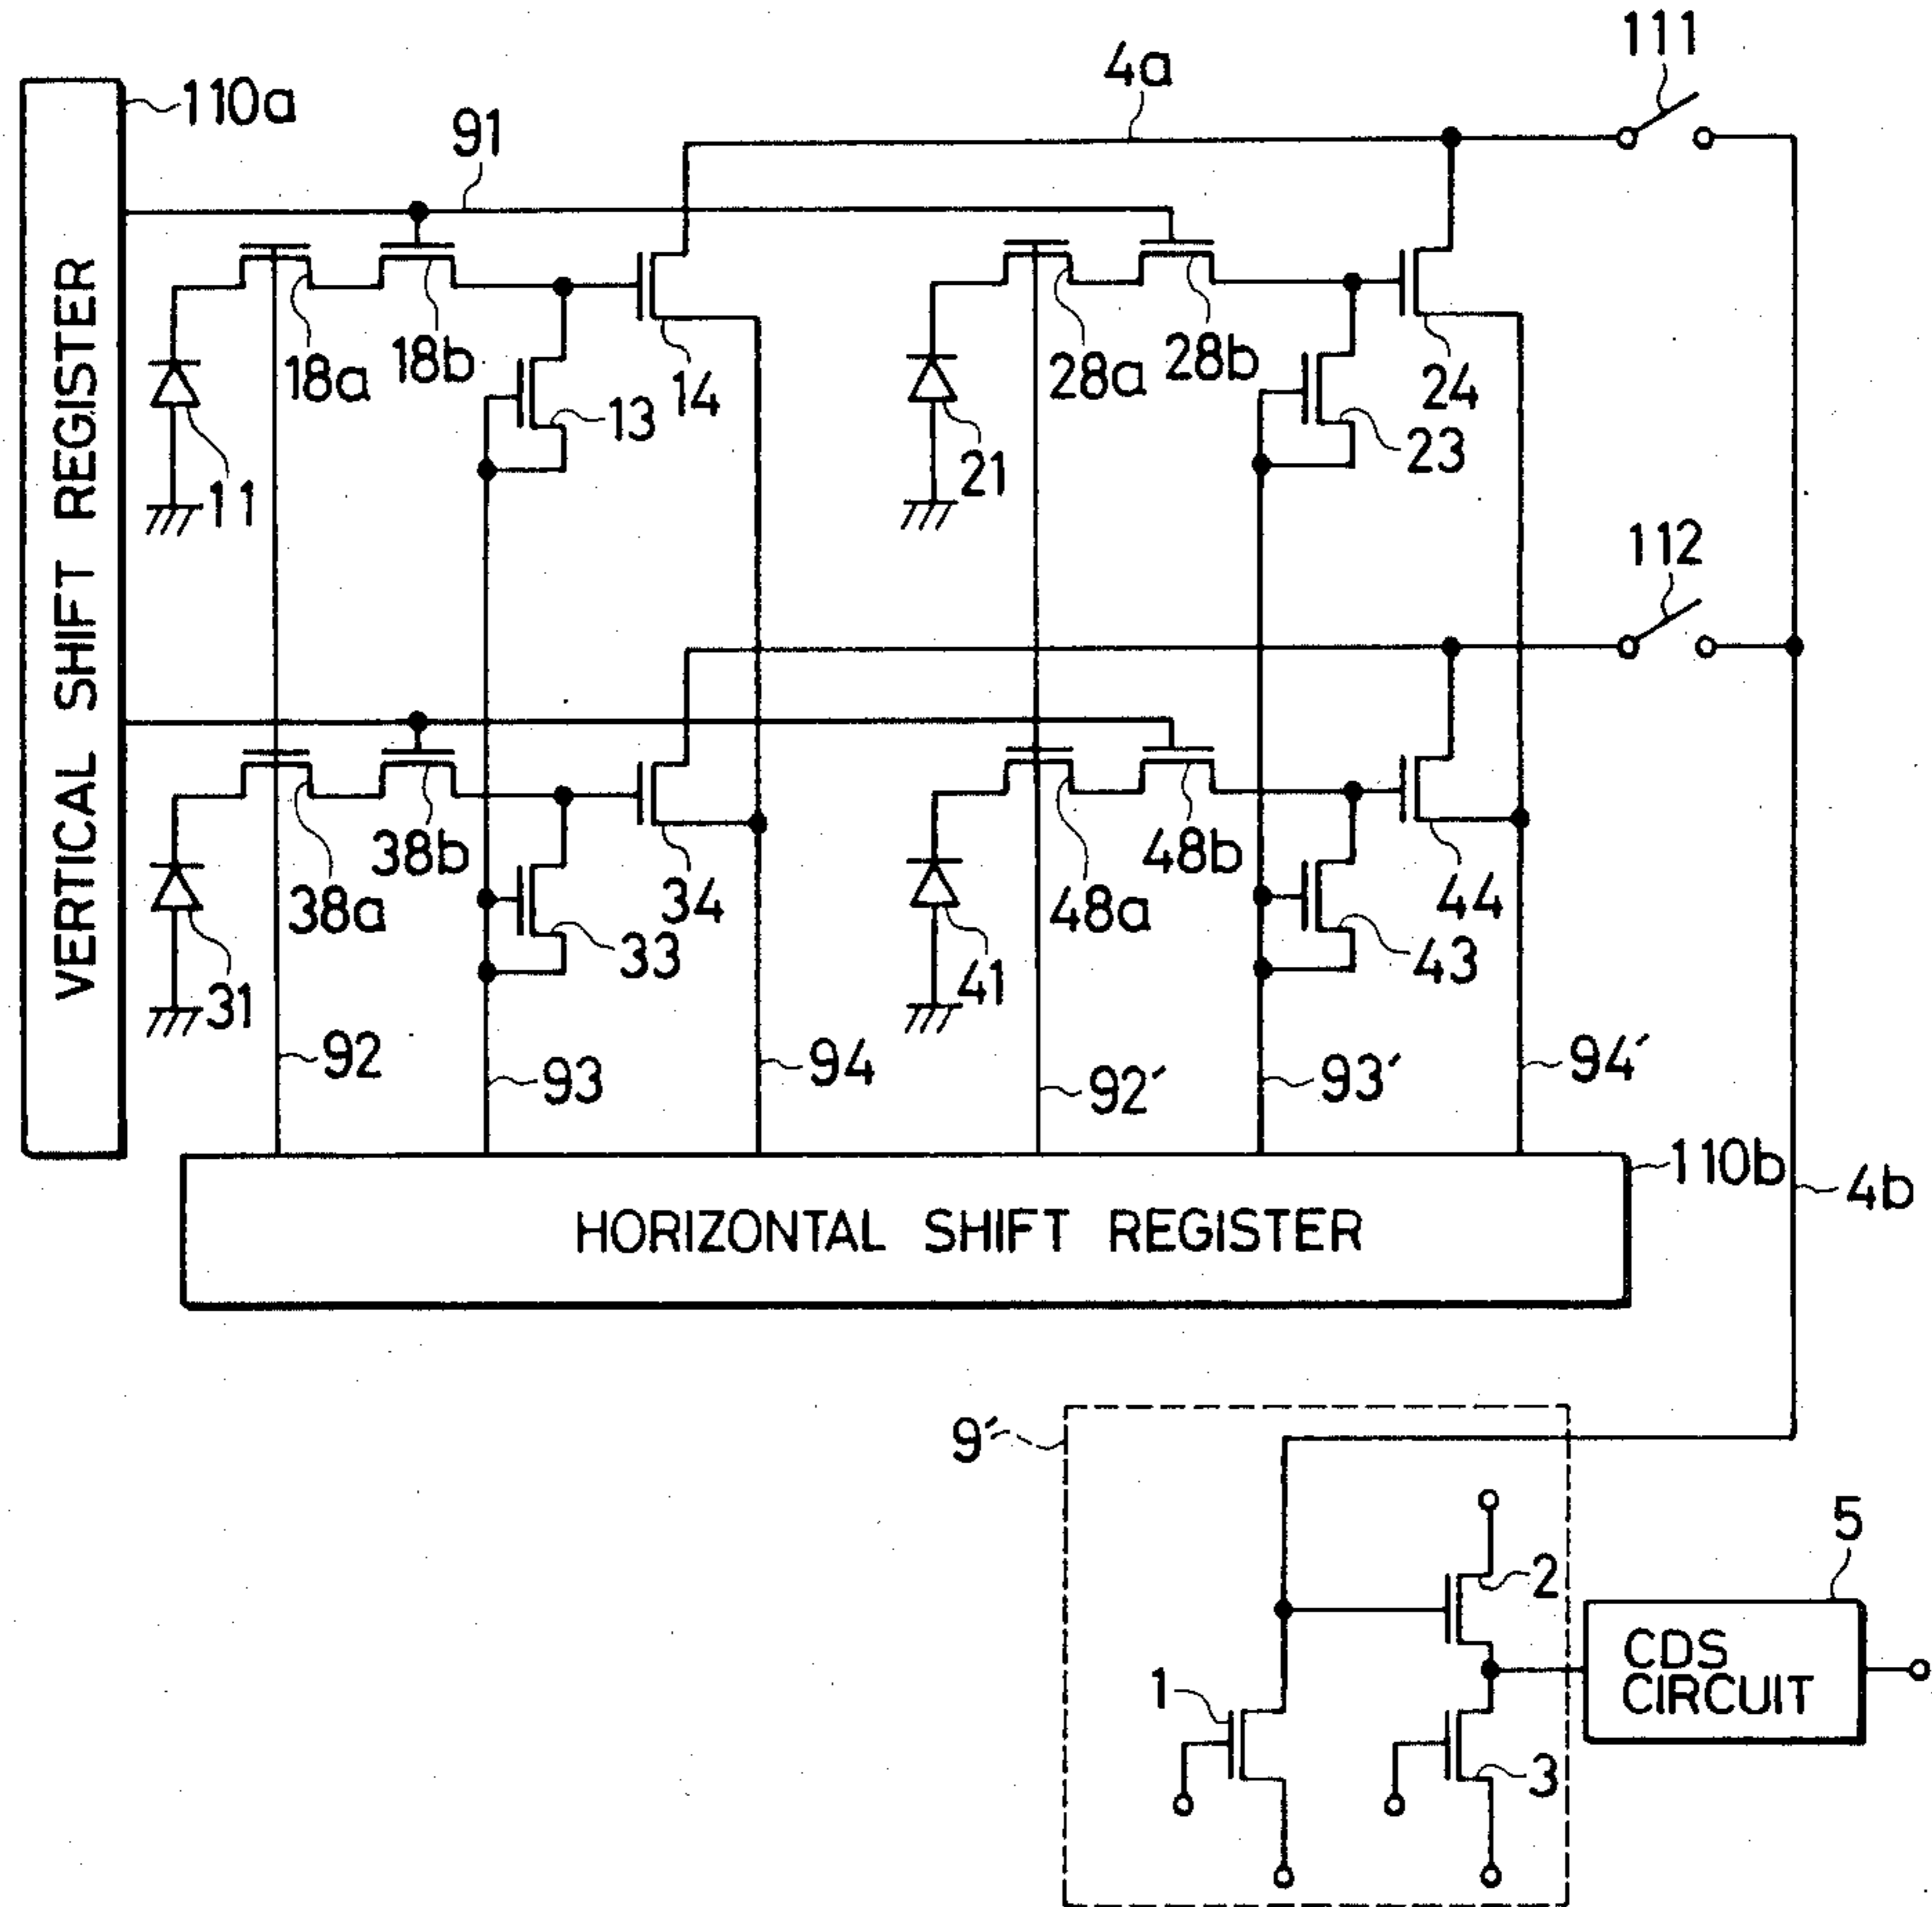 111
4a
110a
91
VERTICAL SHIFT REGISTER
18a
18b
14
13
11
28a
28b
24
23
21
112
38a
38b
34
33
31
48a
48b
44
43
41
92
93
94
92′
93′
94′
110b
4b
HORIZONTAL SHIFT REGISTER
9′
5
2
CDS
CIRCUIT
1
3